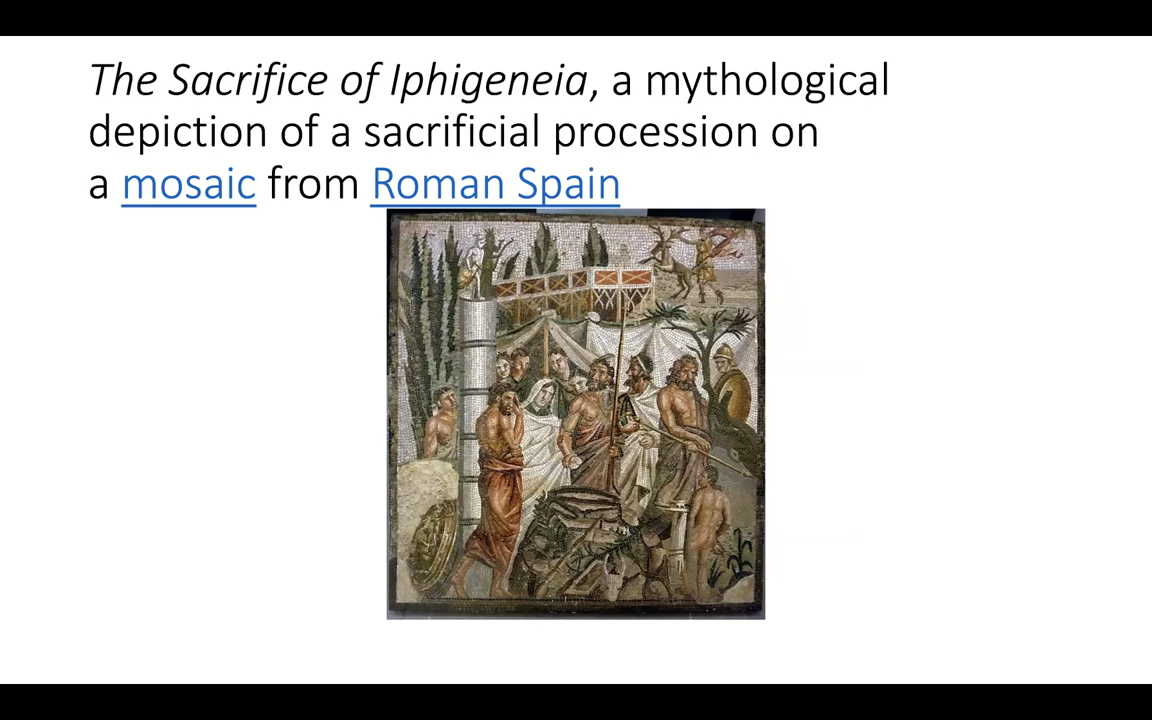 The Sacrifice of Iphigeneia, a mythological
depiction of a sacrificial procession on
a mosaic from Roman Spain